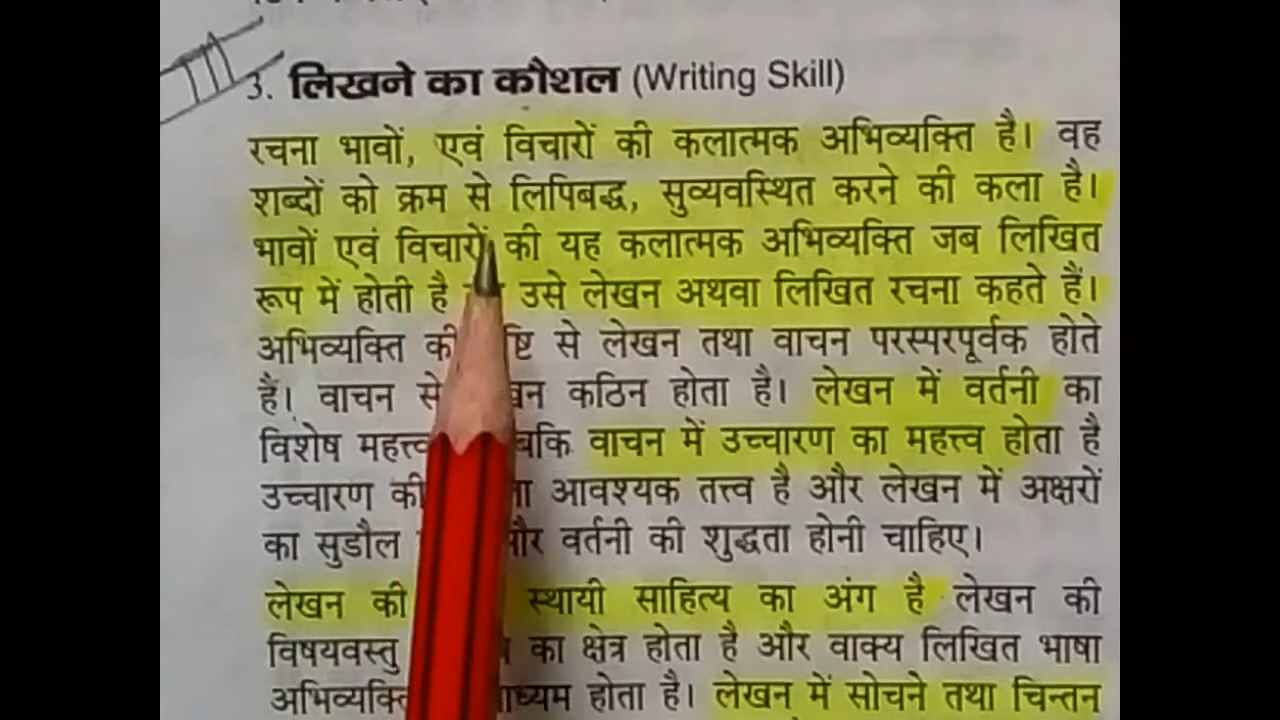 3. लिखने का कौशल (Writing Skill)
रचना भावों, एवं विचारों की कलात्मक अभिव्यक्ति है। वह
शब्दों को क्रम से लिपिबद्ध, सुव्यवस्थित करने की कला है।
भावों एवं विचारों की यह कलात्मक अभिव्यक्ति जब लिखित
रूप में होती है उसे लेखन अथवा लिखित रचना कहते हैं।
अभिव्यक्ति की से लेखन तथा वाचन परस्परपूर्वक होते
हैं। वाचन से कठिन होता है। लेखन में वर्तनी का
विशेष महत्त्व वाचन में उच्चारण का महत्त्व होता है
उच्चारण की आवश्यक तत्त्व है और लेखन में अक्षरों
का सुडौल और वर्तनी की शुद्धता होनी चाहिए।
लेखन की स्थायी साहित्य का अंग है लेखन की
विषयवस्तु का क्षेत्र होता है और वाक्य लिखित भाषा
अभिव्यक्ति होता है। लेखन में सोचने तथा चिन्तन